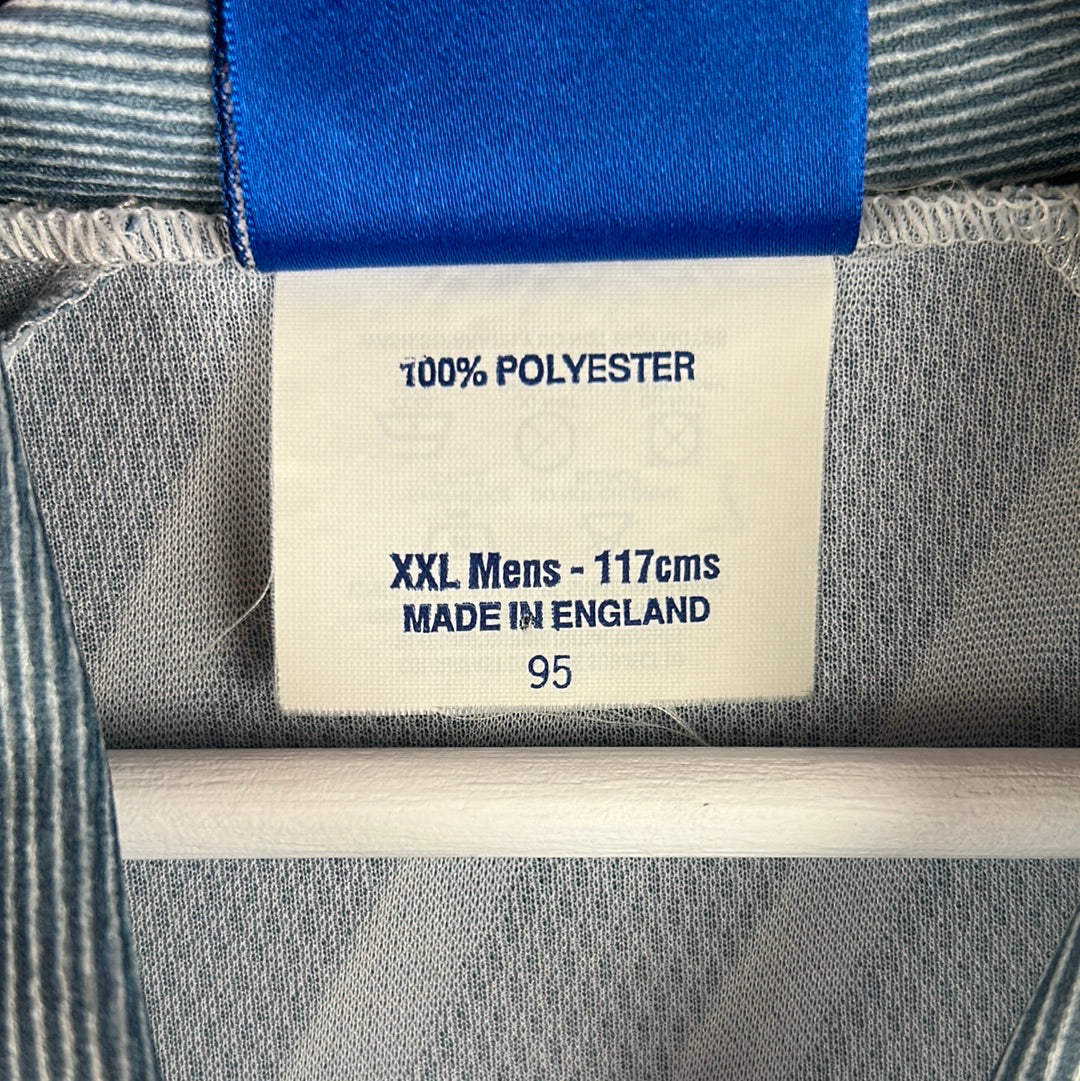 100% POLYESTER
XXL Mens - 117cms
MADE IN ENGLAND
95